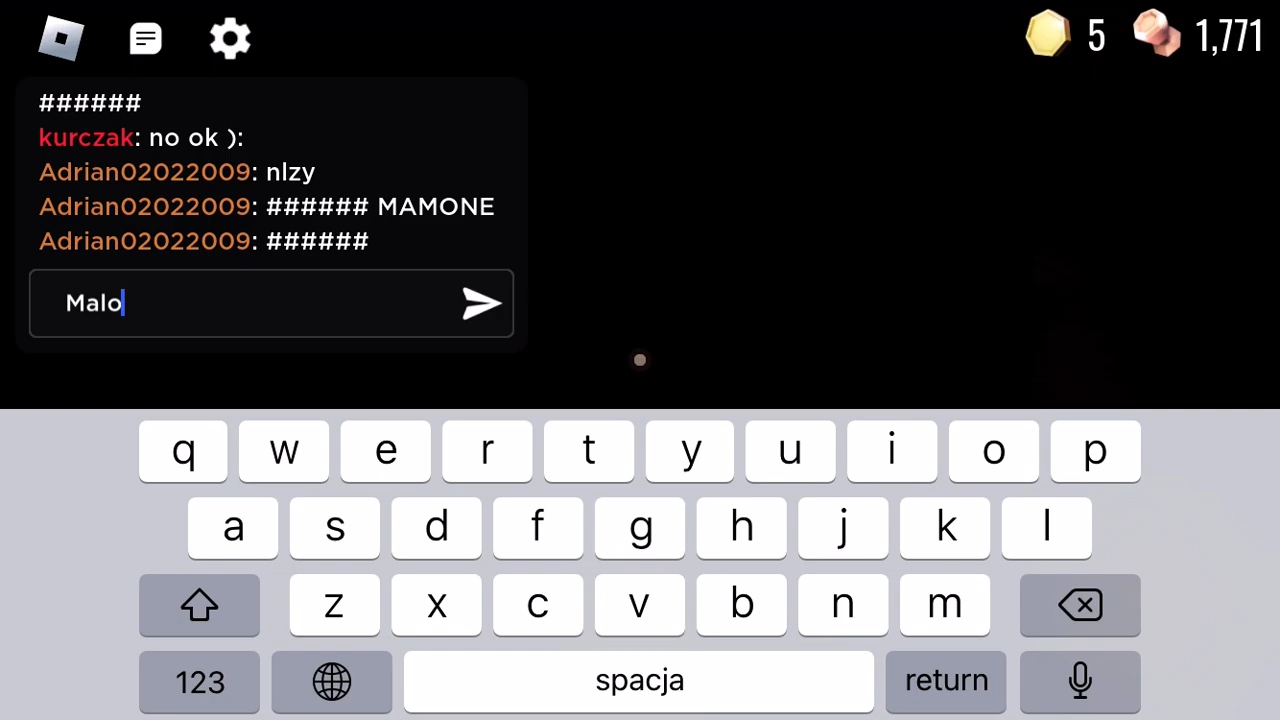 5 1,771
######
kurczak: no ok ):
Adrian02022009: nlzy
Adrian02022009: ###### MAMONE
Adrian02022009: ######
Malo
q w e r t y u i o p
a s d f g h j k l
z x c v b n m
123 spacja return